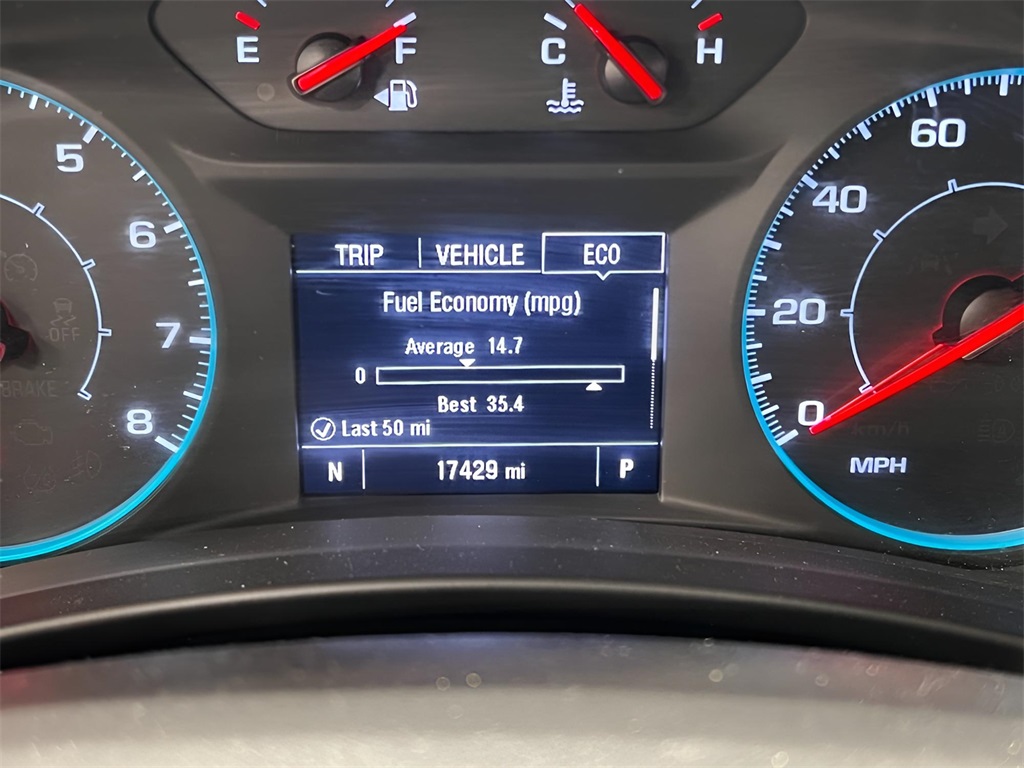 E F C H
5
6
7
8
OFF
BRAKE
TRIP VEHICLE ECO
Fuel Economy (mpg)
Average 14.7
0
Best 35.4
Last 50 mi
N 17429 mi P
60
40
20
0
km/h
MPH